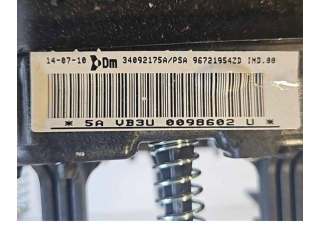 14-07-10 Dm 34092175A/PSA 96721954ZD IND.00
* 5A VB3U 0098602 U *